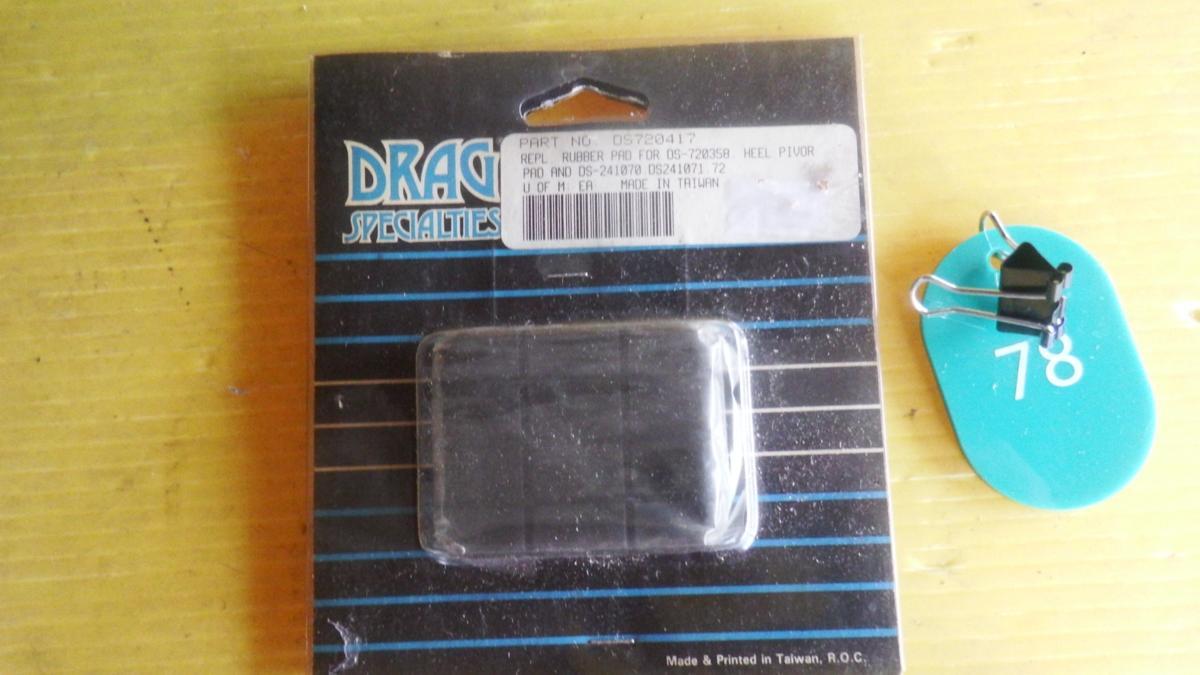 DRAG
SPECIALTIES
PART NO. DS720417
REPL. RUBBER PAD FOR DS-720358. HEEL PIVOR
PAD AND DS-241070 DS241071.72
U OF M: EA MADE IN TAIWAN
78
Made & Printed in Taiwan, R.O.C.